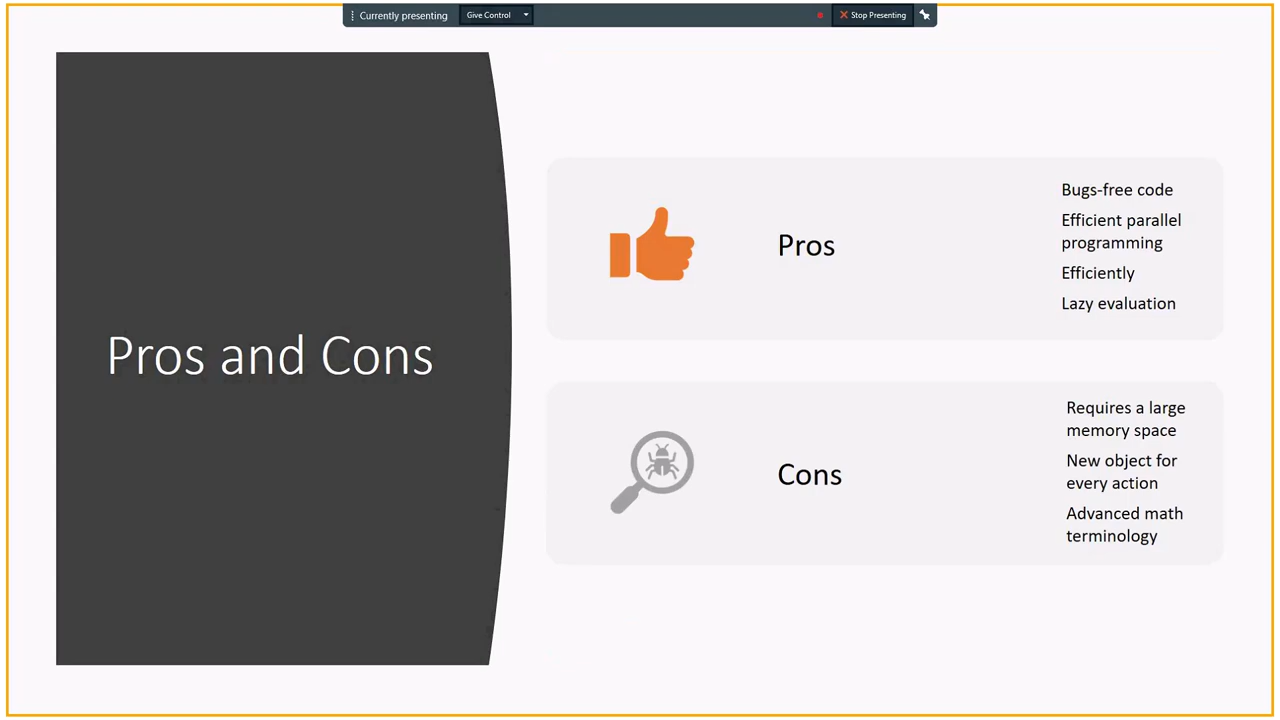 Currently presenting
Give Control
Stop Presenting
Pros and Cons
Pros
Bugs-free code
Efficient parallel
programming
Efficiently
Lazy evaluation
Cons
Requires a large
memory space
New object for
every action
Advanced math
terminology